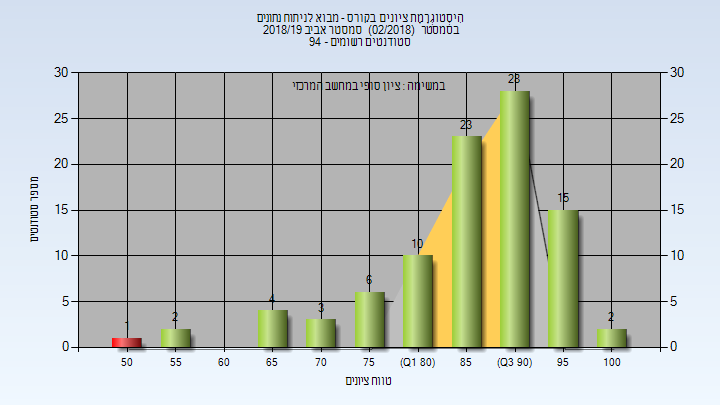 היסטוגרמת ציונים בקורס - מבוא לניתוח נתונים
בסמסטר (02/2018) סמסטר אביב 2018/19
סטודנטים רשומים - 94
במשימה : ציון סופי במחשב המרכזי
30 30
25 25
20 20
15 15
10 10
5 5
0 0
1 2 4 3 6 10 23 28 15 2
50 55 60 65 70 75 (Q1 80) 85 (Q3 90) 95 100
מספר סטודנטים
טווח ציונים